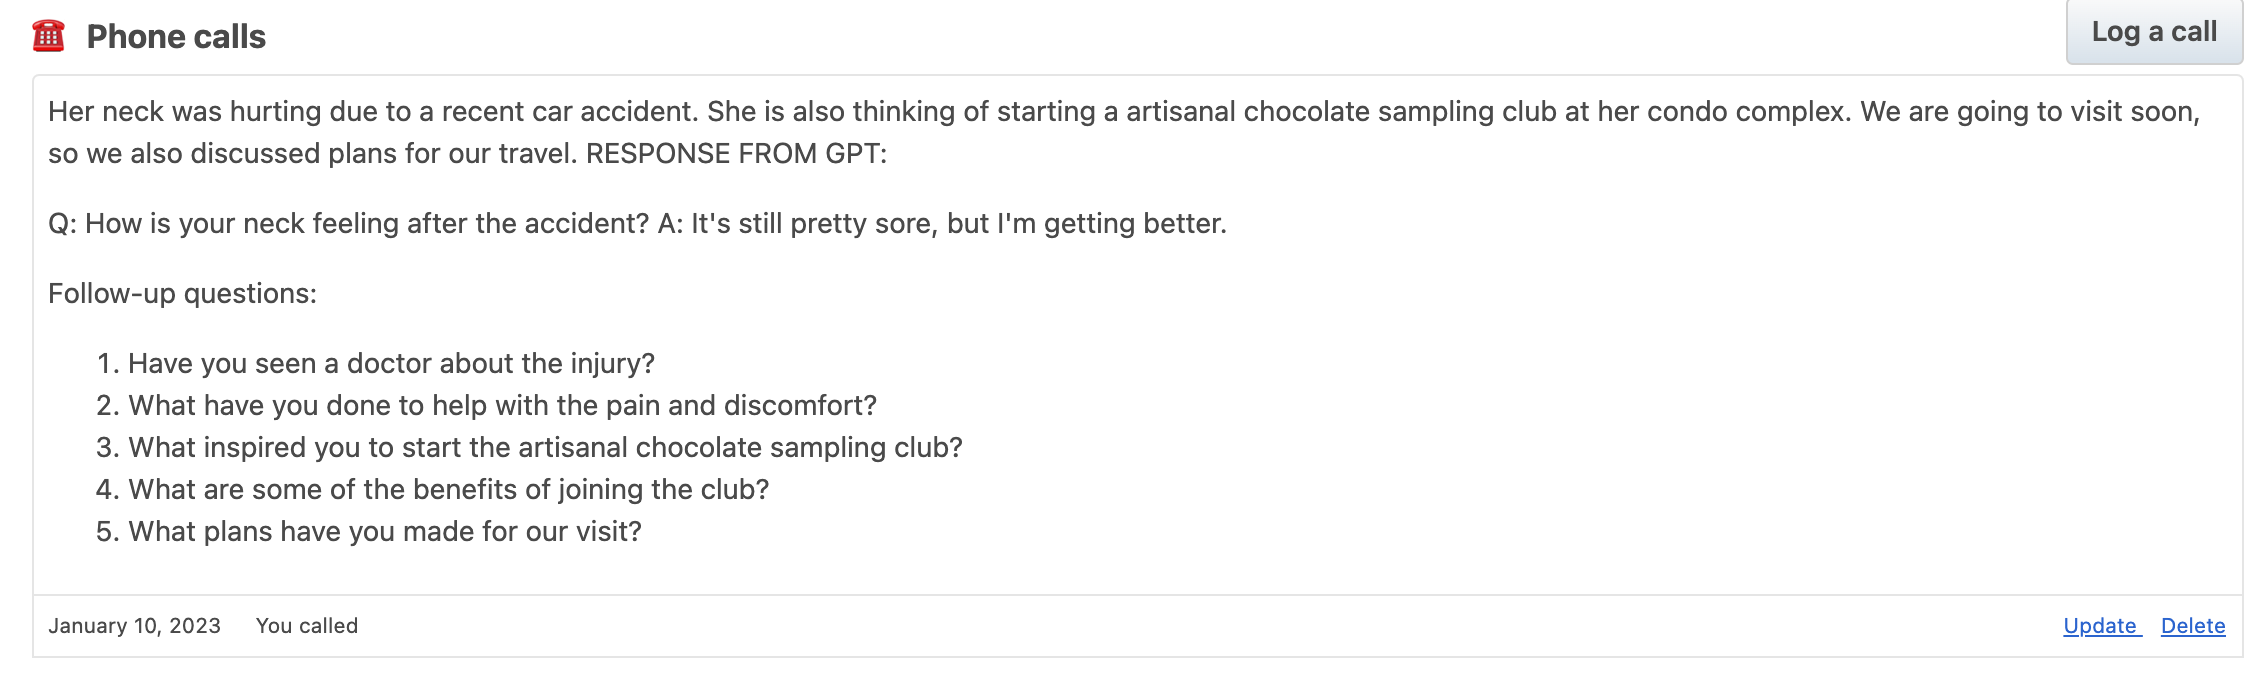 Phone calls
Log a call
Her neck was hurting due to a recent car accident. She is also thinking of starting a artisanal chocolate sampling club at her condo complex. We are going to visit soon,
so we also discussed plans for our travel. RESPONSE FROM GPT:
Q: How is your neck feeling after the accident? A: It's still pretty sore, but I'm getting better.
Follow-up questions:
1. Have you seen a doctor about the injury?
2. What have you done to help with the pain and discomfort?
3. What inspired you to start the artisanal chocolate sampling club?
4. What are some of the benefits of joining the club?
5. What plans have you made for our visit?
January 10, 2023 You called
Update Delete